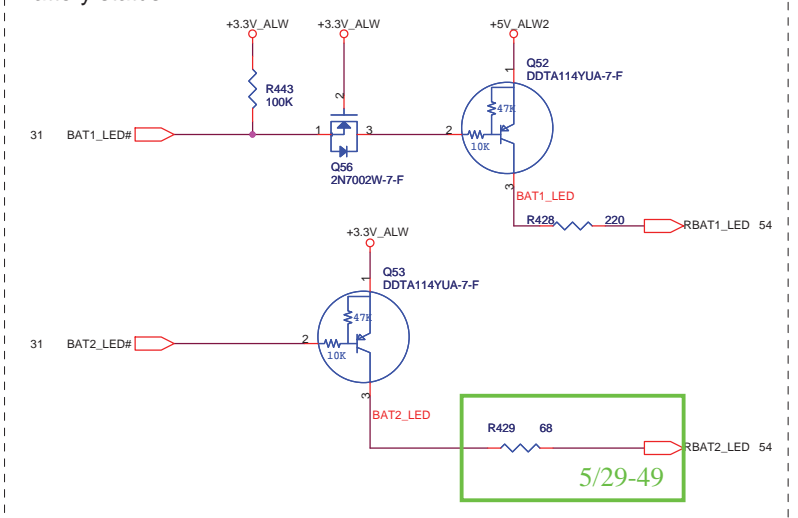 +3.3V_ALW +3.3V_ALW +5V_ALW2
R443
100K
2
1
Q52
DDTA114YUA-7-F
47K
10K
31 BAT1_LED# 1 3 2
Q56
2N7002W-7-F
3
BAT1_LED
R428 220 RBAT1_LED 54
+3.3V_ALW
1
Q53
DDTA114YUA-7-F
47K
10K
31 BAT2_LED# 2
3
BAT2_LED
R429 68 RBAT2_LED 54
5/29-49